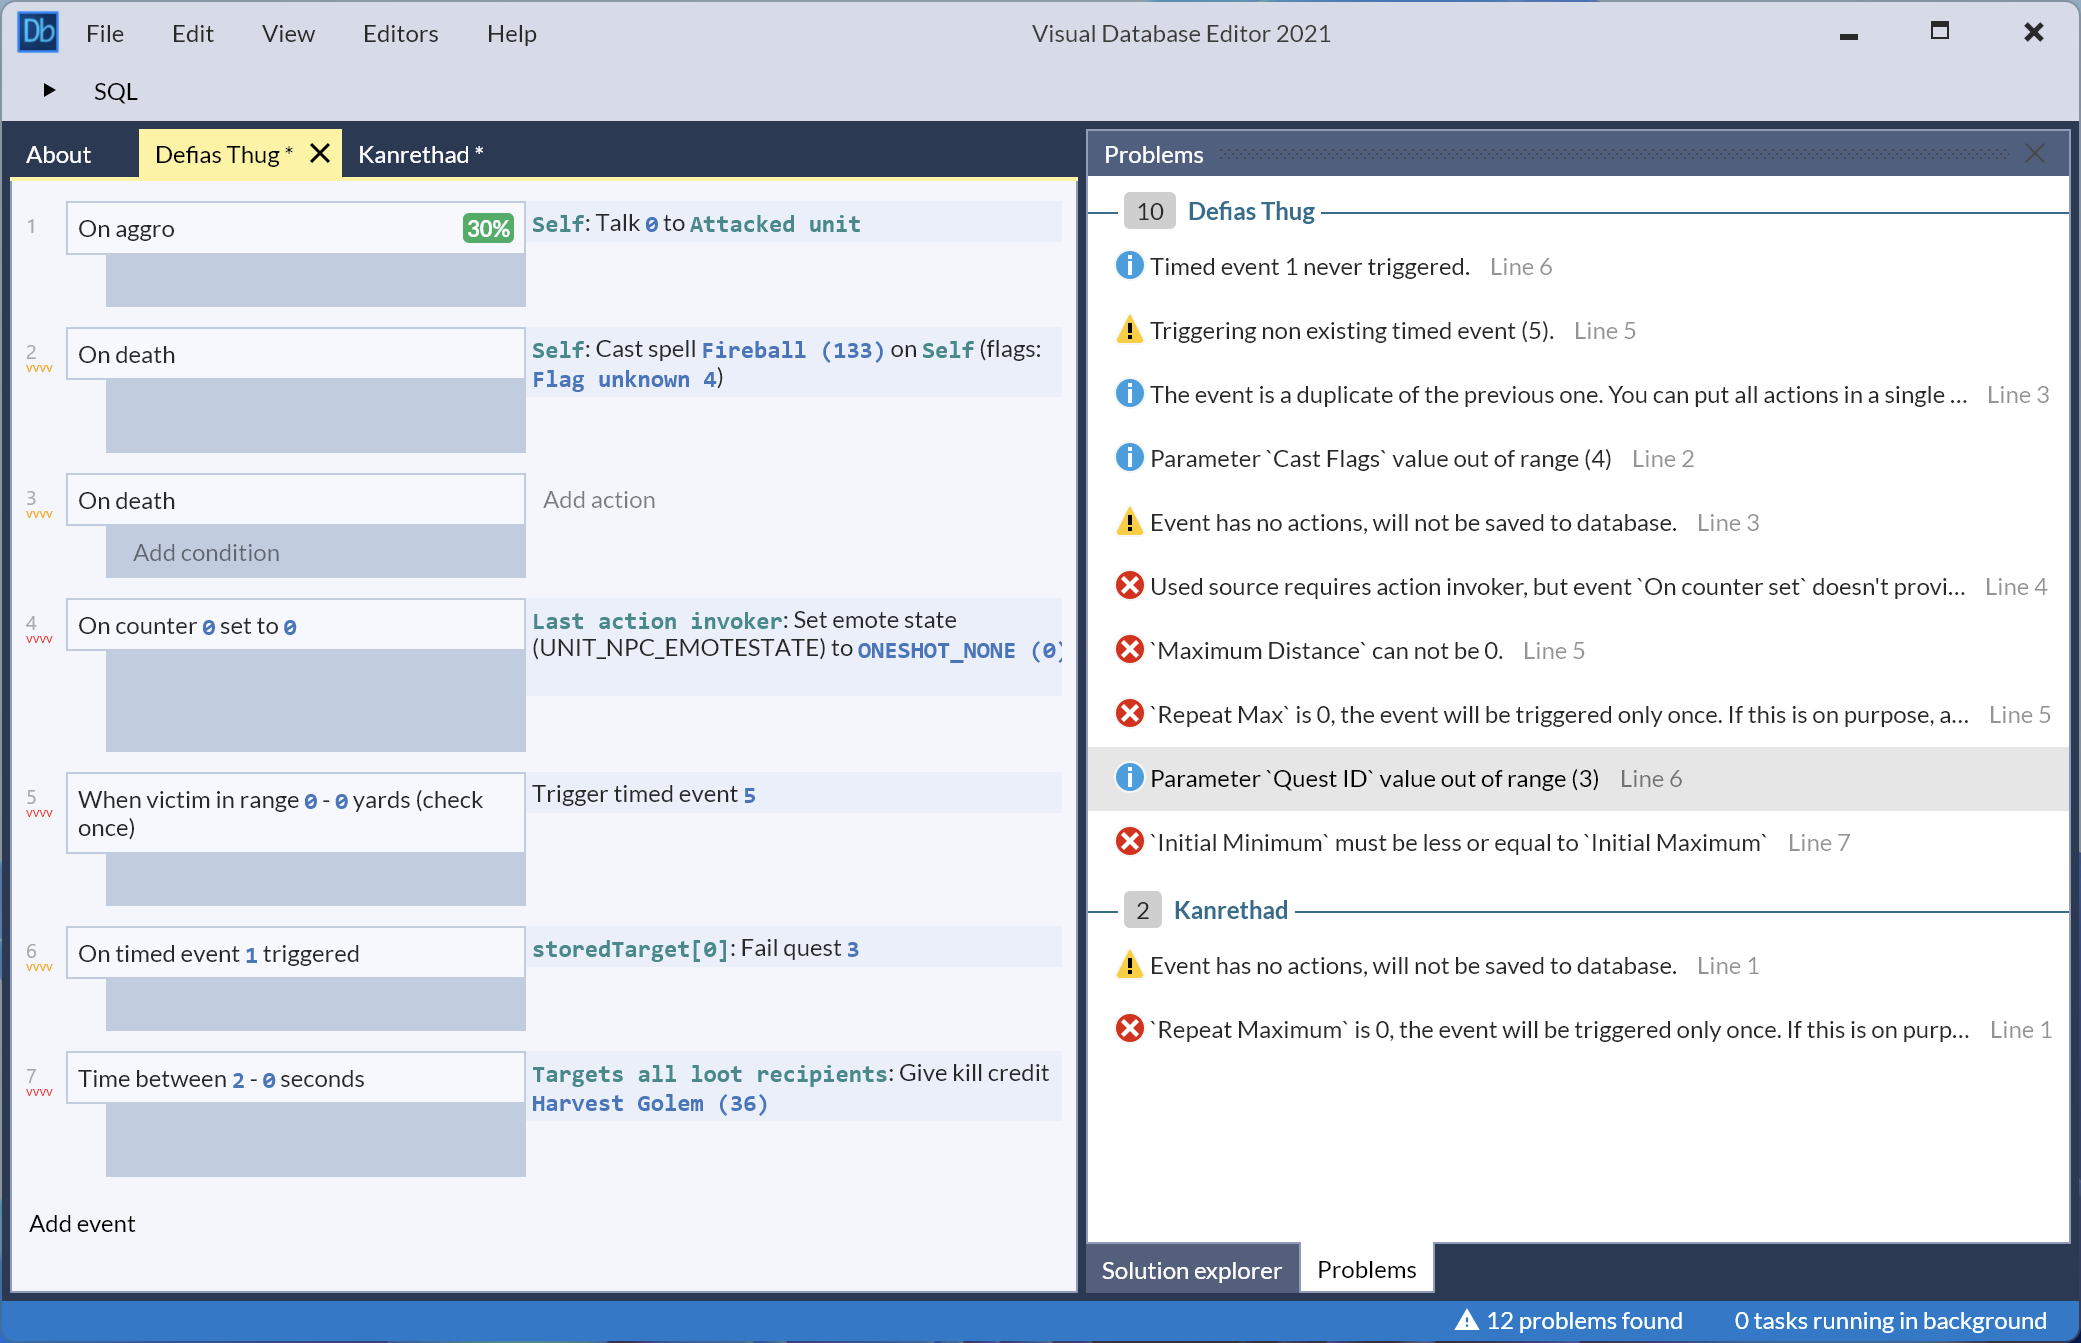 Db File Edit View Editors Help Visual Database Editor 2021
SQL
About Defias Thug * Kanrethad *
1 On aggro 30% Self: Talk 0 to Attacked unit
2 On death Self: Cast spell Fireball (133) on Self (flags:
Flag unknown 4)
3 On death Add action
Add condition
4 On counter 0 set to 0 Last action invoker: Set emote state
(UNIT_NPC_EMOTESTATE) to ONESHOT_NONE (0)
5 When victim in range 0 - 0 yards (check
once)
Trigger timed event 5
6 On timed event 1 triggered storedTarget[0]: Fail quest 3
7 Time between 2 - 0 seconds Targets all loot recipients: Give kill credit
Harvest Golem (36)
Add event
Problems
10 Defias Thug
Timed event 1 never triggered. Line 6
Triggering non existing timed event (5). Line 5
The event is a duplicate of the previous one. You can put all actions in a single ... Line 3
Parameter `Cast Flags` value out of range (4) Line 2
Event has no actions, will not be saved to database. Line 3
Used source requires action invoker, but event `On counter set` doesn't provi... Line 4
`Maximum Distance` can not be 0. Line 5
`Repeat Max` is 0, the event will be triggered only once. If this is on purpose, a... Line 5
Parameter `Quest ID` value out of range (3) Line 6
`Initial Minimum` must be less or equal to `Initial Maximum` Line 7
2 Kanrethad
Event has no actions, will not be saved to database. Line 1
`Repeat Maximum` is 0, the event will be triggered only once. If this is on purp... Line 1
Solution explorer Problems
12 problems found 0 tasks running in background